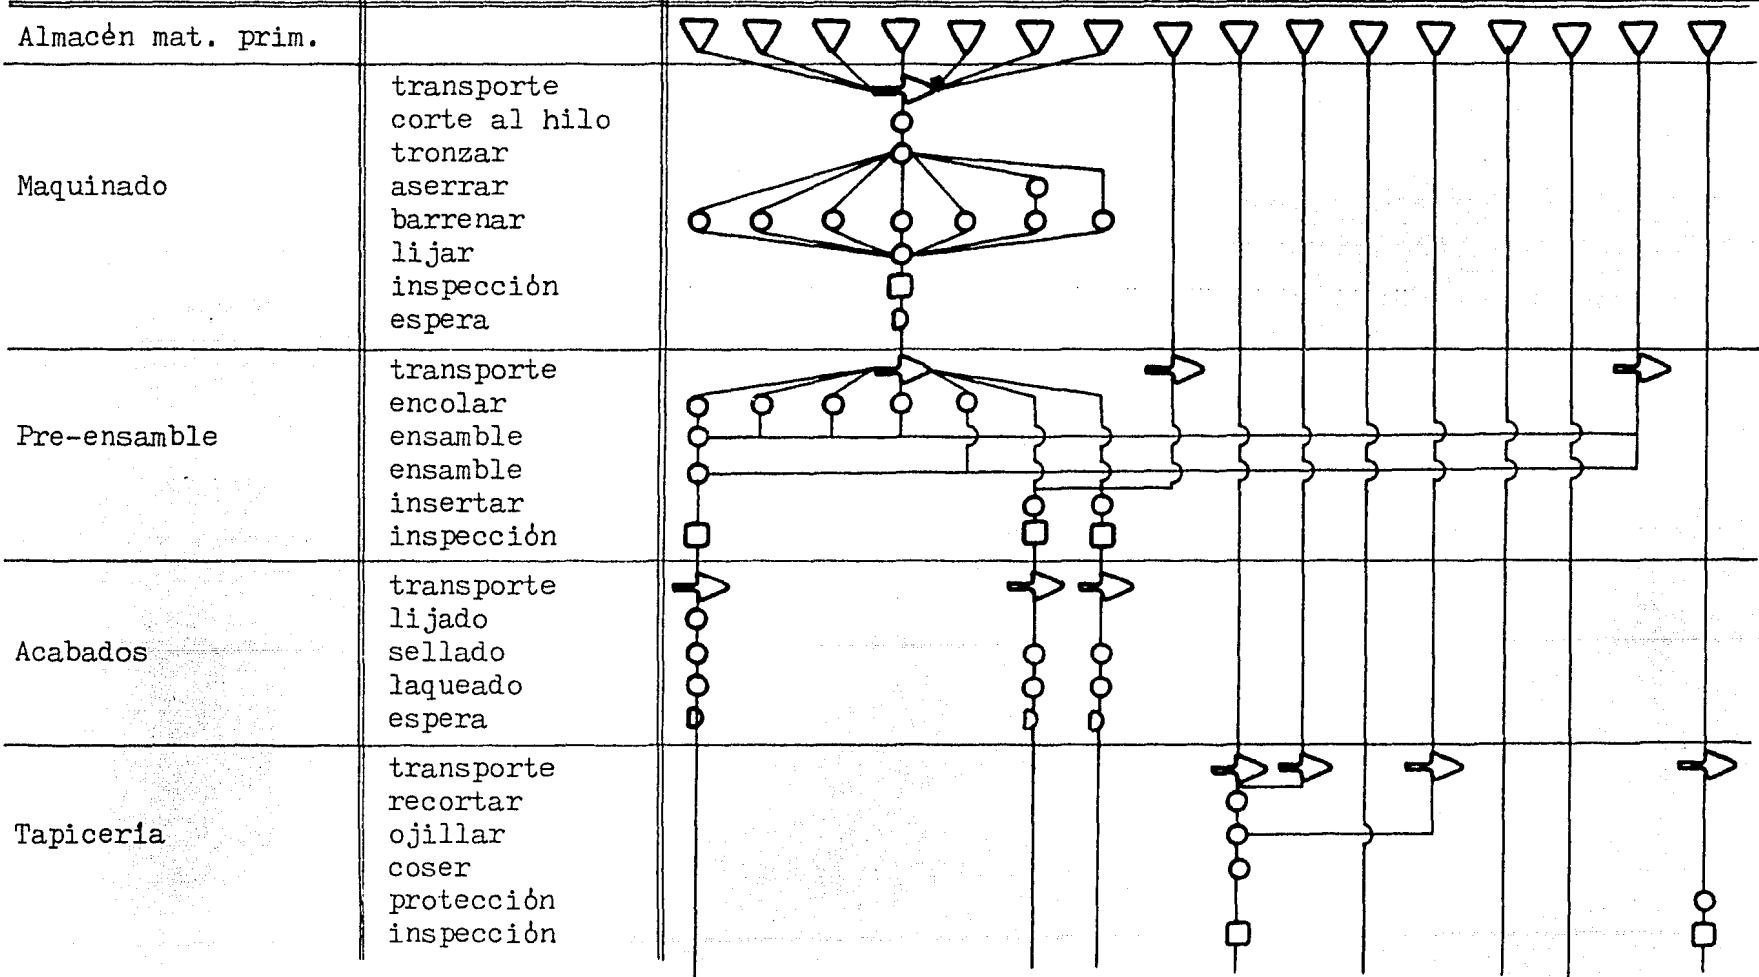 Almacén mat. prim.
transporte
corte al hilo
tronzar
Maquinado
aserrar
barrenar
lijar
inspección
espera
transporte
encolar
Pre-ensamble
ensamble
ensamble
insertar
inspección
transporte
lijado
Acabados
sellado
laqueado
espera
transporte
recortar
Tapicería
ojillar
coser
protección
inspección